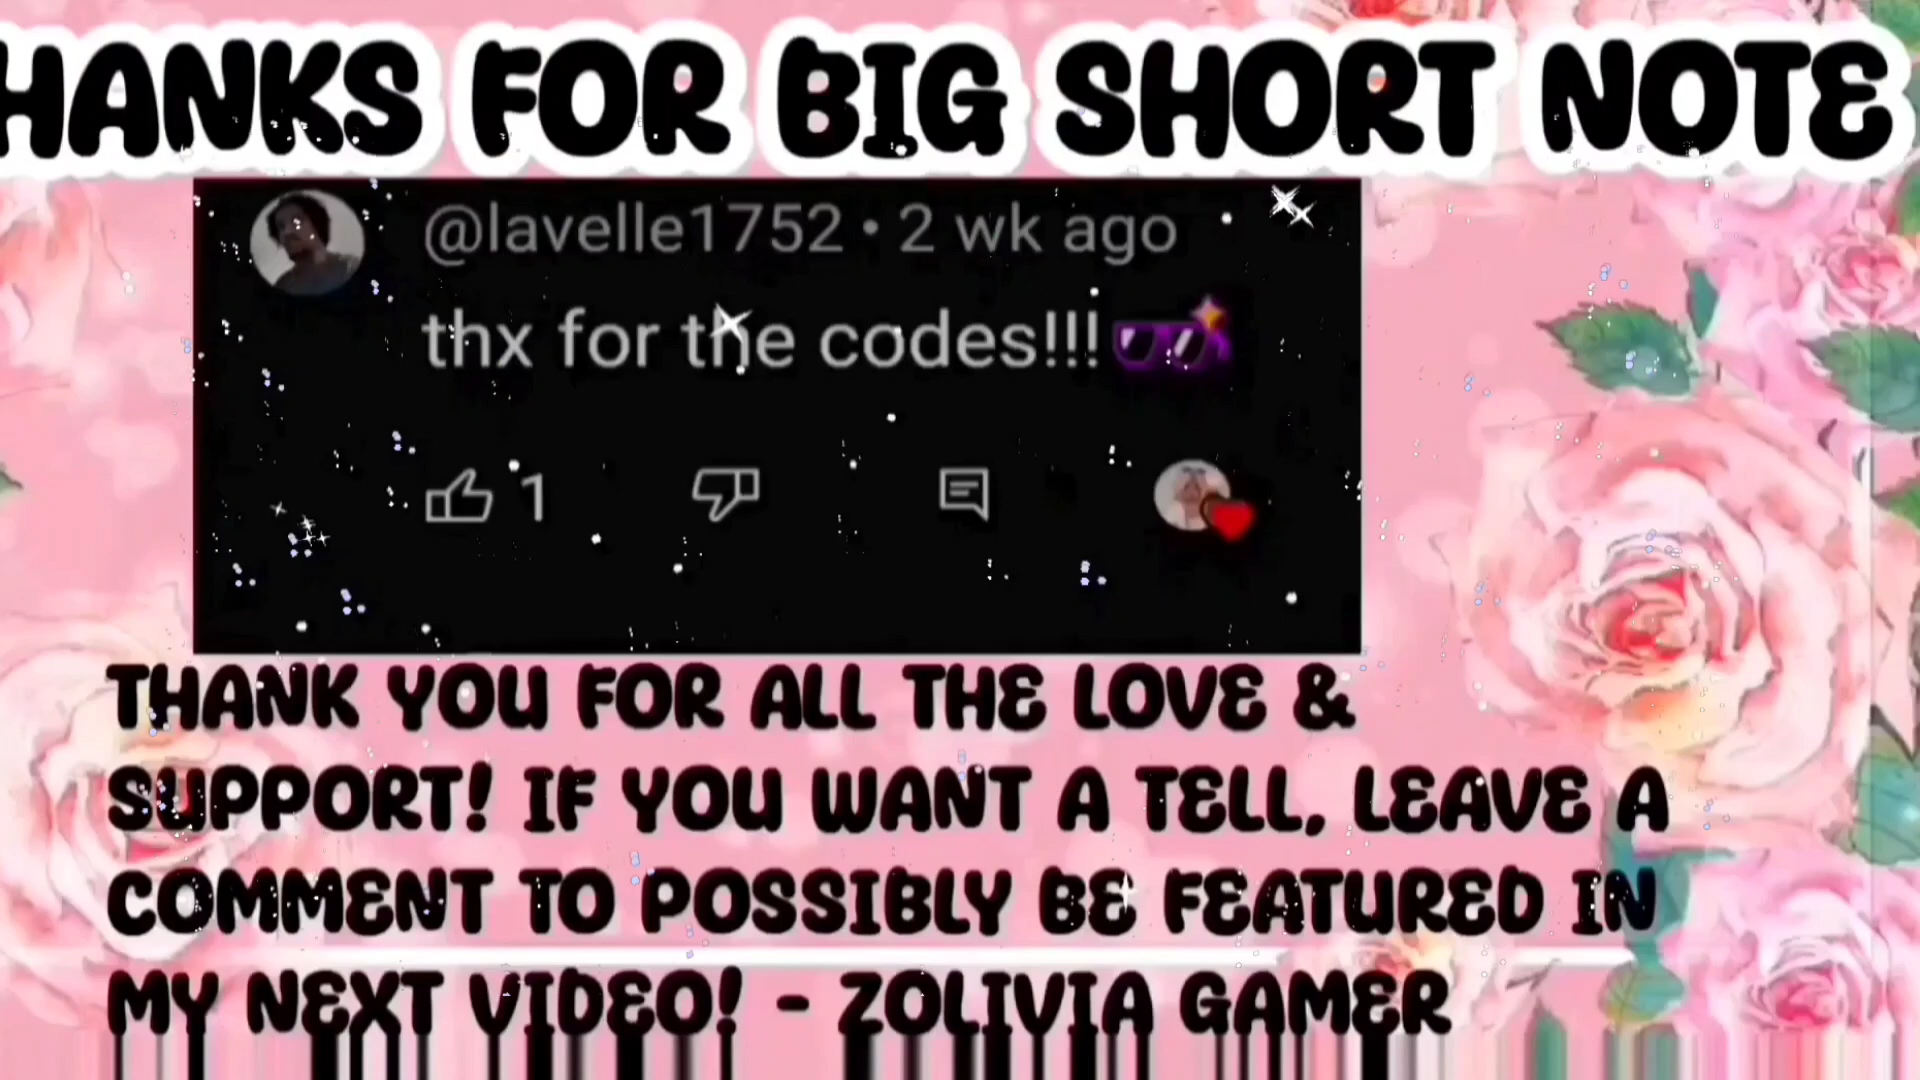 HANKS FOR BIG SHORT NOTE
@lavelle1752 • 2 wk ago
thx for the codes!!!
1
THANK YOU FOR ALL THE LOVE &
SUPPORT! IF YOU WANT A TELL, LEAVE A
COMMENT TO POSSIBLY BE FEATURED IN
MY NEXT VIDEO! - ZOLIVIA GAMER